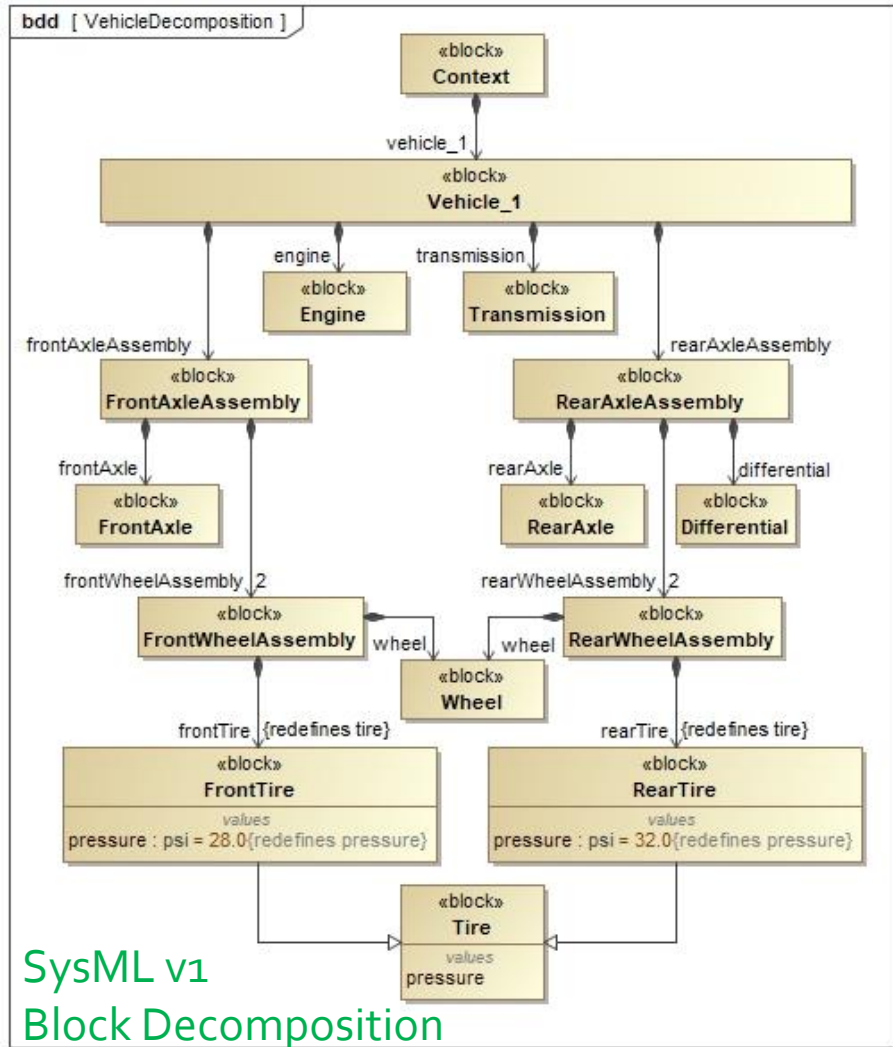 bdd [ VehicleDecomposition ]
«block»
Context
vehicle_1
«block»
Vehicle_1
engine
transmission
«block»
Engine
«block»
Transmission
frontAxleAssembly
rearAxleAssembly
«block»
FrontAxleAssembly
«block»
RearAxleAssembly
frontAxle
rearAxle
differential
«block»
FrontAxle
«block»
RearAxle
«block»
Differential
frontWheelAssembly 2
rearWheelAssembly 2
«block»
FrontWheelAssembly
«block»
RearWheelAssembly
wheel
wheel
«block»
Wheel
frontTire {redefines tire}
rearTire {redefines tire}
«block»
FrontTire
values
pressure : psi = 28.0{redefines pressure}
«block»
RearTire
values
pressure : psi = 32.0{redefines pressure}
«block»
Tire
values
pressure
SysML v1
Block Decomposition